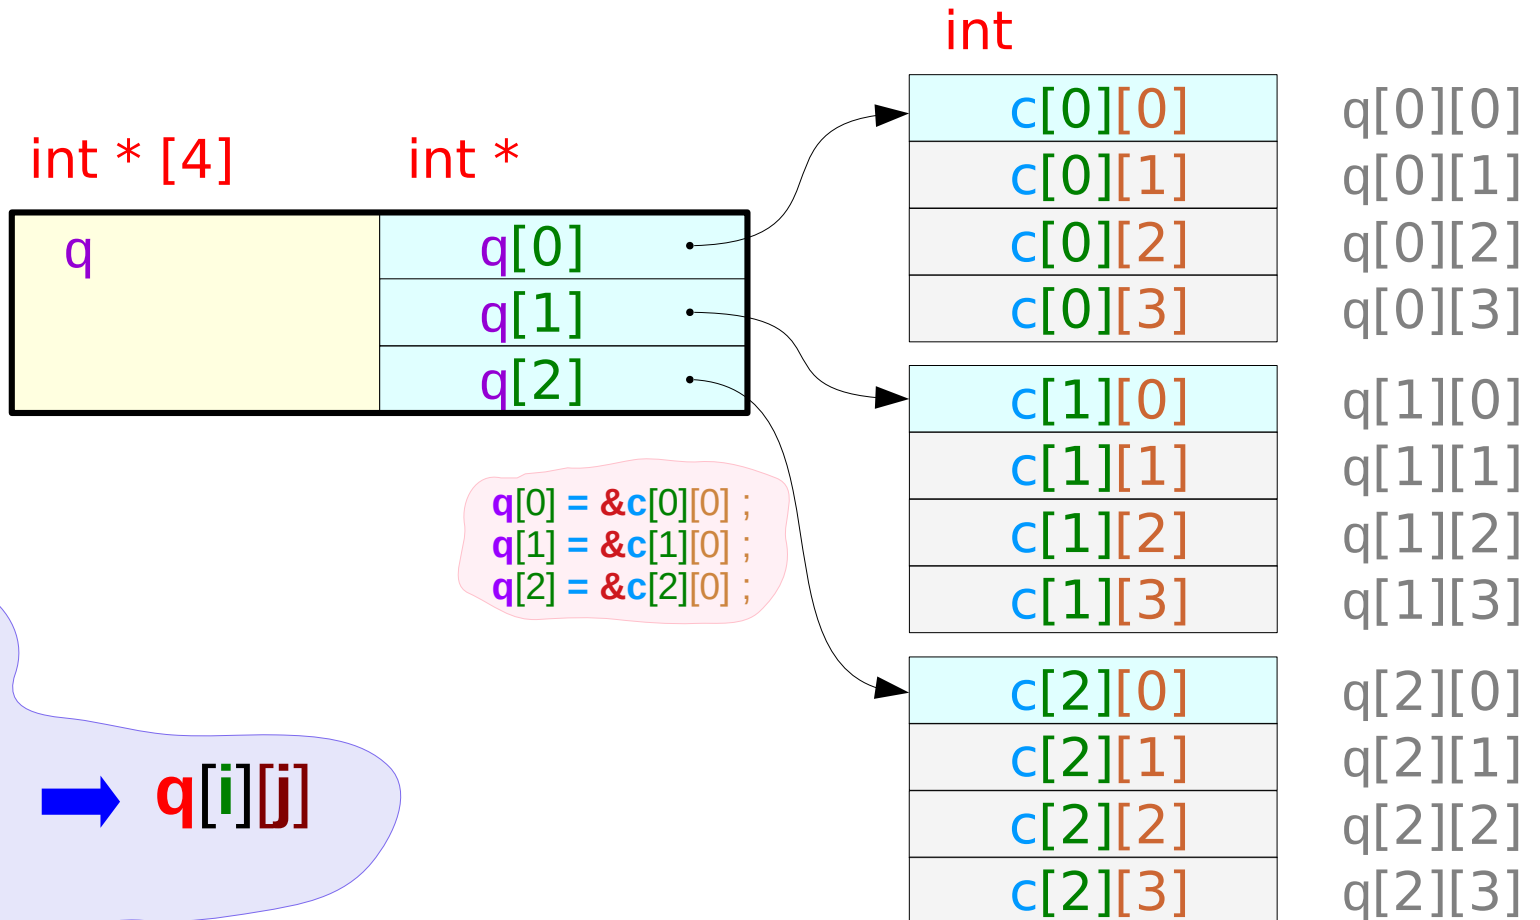 int
int * [4] int *
c[0][0] q[0][0]
c[0][1] q[0][1]
q q[0] c[0][2] q[0][2]
q[1] c[0][3] q[0][3]
q[2] c[1][0] q[1][0]
c[1][1] q[1][1]
q[0] = &c[0][0] ;
q[1] = &c[1][0] ; c[1][2] q[1][2]
q[2] = &c[2][0] ; c[1][3] q[1][3]
c[2][0] q[2][0]
c[2][1] q[2][1]
q[i][j]
c[2][2] q[2][2]
c[2][3] q[2][3]